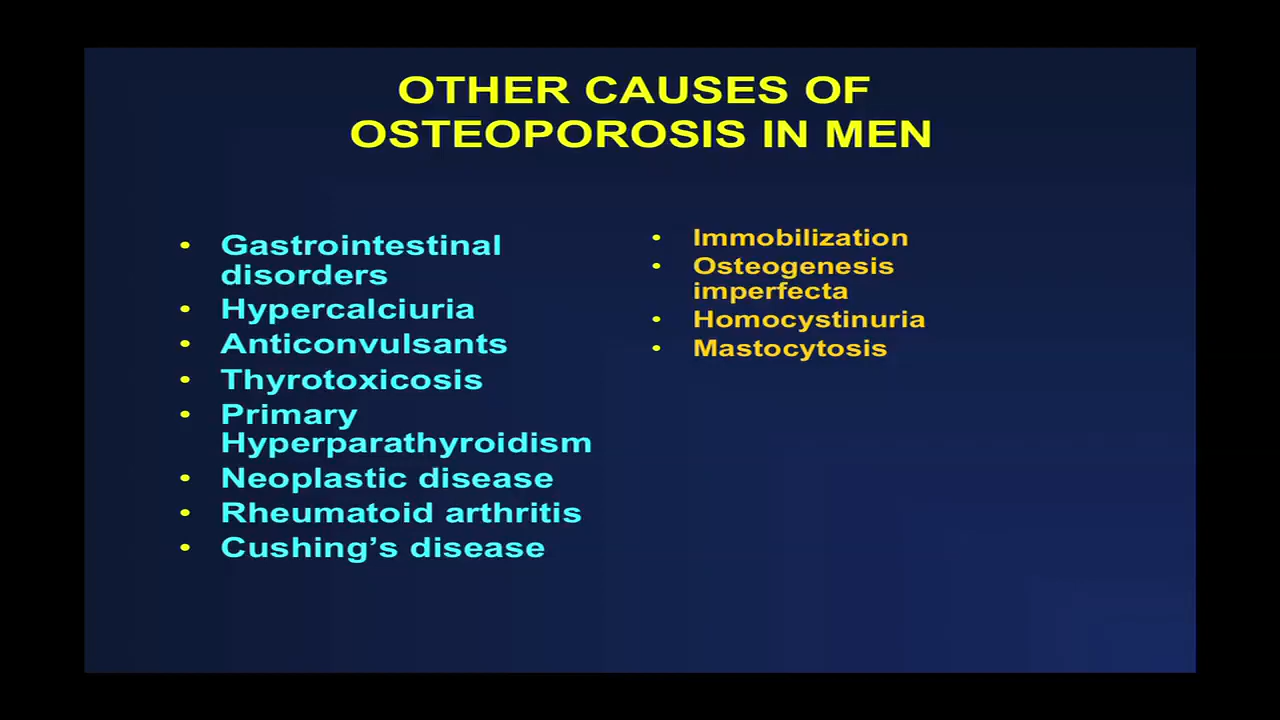 OTHER CAUSES OF
OSTEOPOROSIS IN MEN
• Gastrointestinal
disorders
• Hypercalciuria
• Anticonvulsants
• Thyrotoxicosis
• Primary
Hyperparathyroidism
• Neoplastic disease
• Rheumatoid arthritis
• Cushing’s disease
• Immobilization
• Osteogenesis
imperfecta
• Homocystinuria
• Mastocytosis